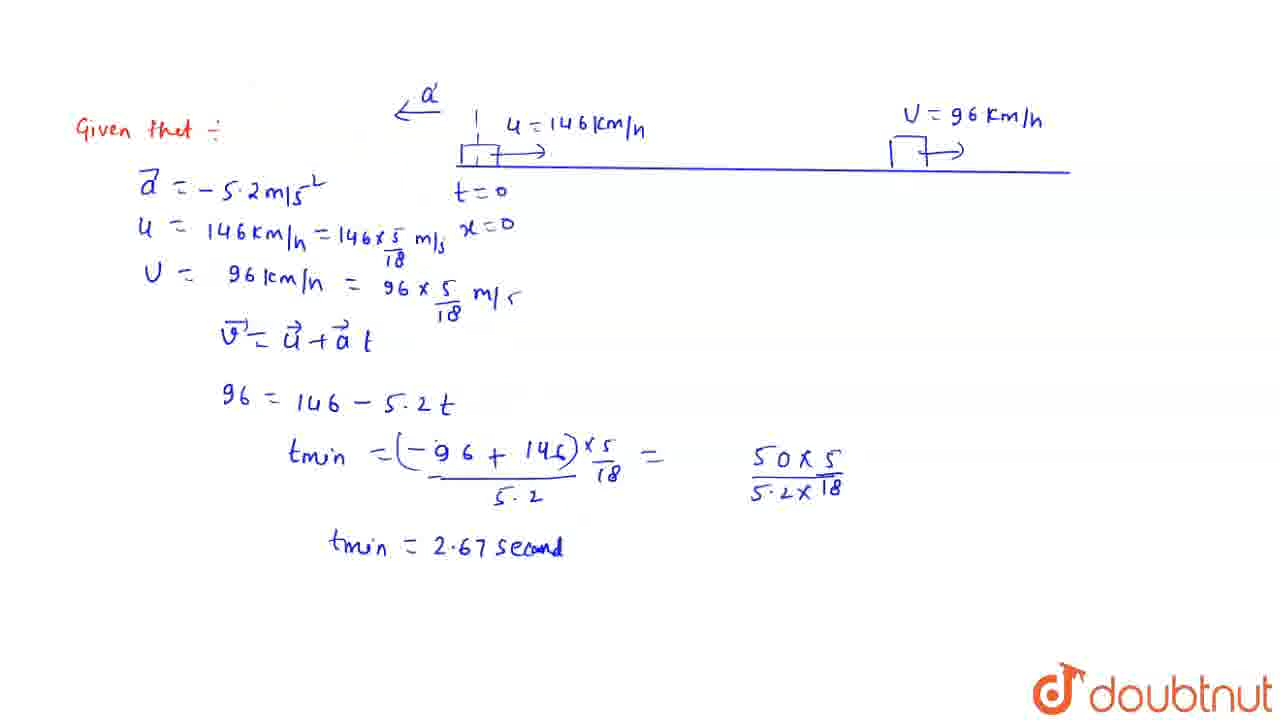 Given that ÷
a
u = 146 Km/h
v = 96 Km/h
t = 0
x = 0
a⃗ = - 5.2 m/s²
u = 146 Km/h = 146 × 5/18 m/s
v = 96 km/h = 96 × 5/18 m/s
v⃗ = u⃗ + a⃗ t
96 = 146 - 5.2 t
tmin = (-96 + 146) × 5/18 / 5.2 = 50 × 5 / 5.2 × 18
tmin = 2.67 second
doubtnut